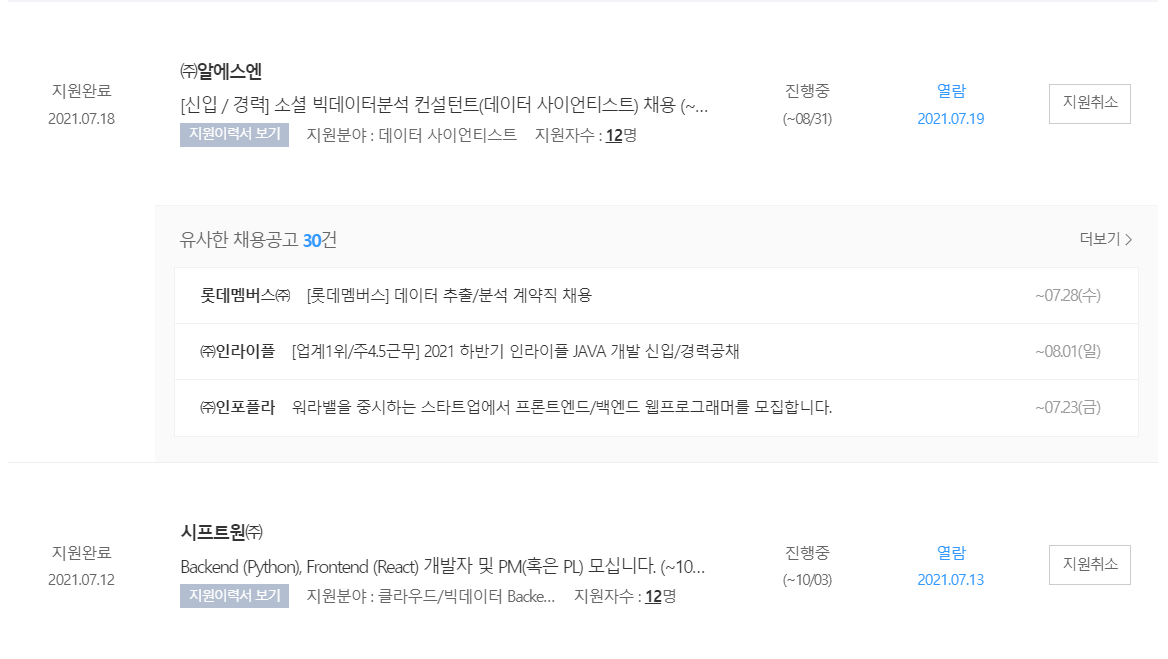 ㈜알에스엔
지원완료
2021.07.18
[신입 / 경력] 소셜 빅데이터분석 컨설턴트(데이터 사이언티스트) 채용 (~...
지원이력서 보기 지원분야 : 데이터 사이언티스트 지원자수 : 12명
진행중
(~08/31)
열람
2021.07.19
지원취소
유사한 채용공고 30건
더보기 >
롯데멤버스㈜ [롯데멤버스] 데이터 추출/분석 계약직 채용 ~07.28(수)
㈜인라이플 [업계1위/주4.5근무] 2021 하반기 인라이플 JAVA 개발 신입/경력공채 ~08.01(일)
㈜인포플라 워라밸을 중시하는 스타트업에서 프론트엔드/백엔드 웹프로그래머를 모집합니다. ~07.23(금)
시프트원㈜
지원완료
2021.07.12
Backend (Python), Frontend (React) 개발자 및 PM(혹은 PL) 모십니다. (~10...
지원이력서 보기 지원분야 : 클라우드/빅데이터 Backe... 지원자수 : 12명
진행중
(~10/03)
열람
2021.07.13
지원취소